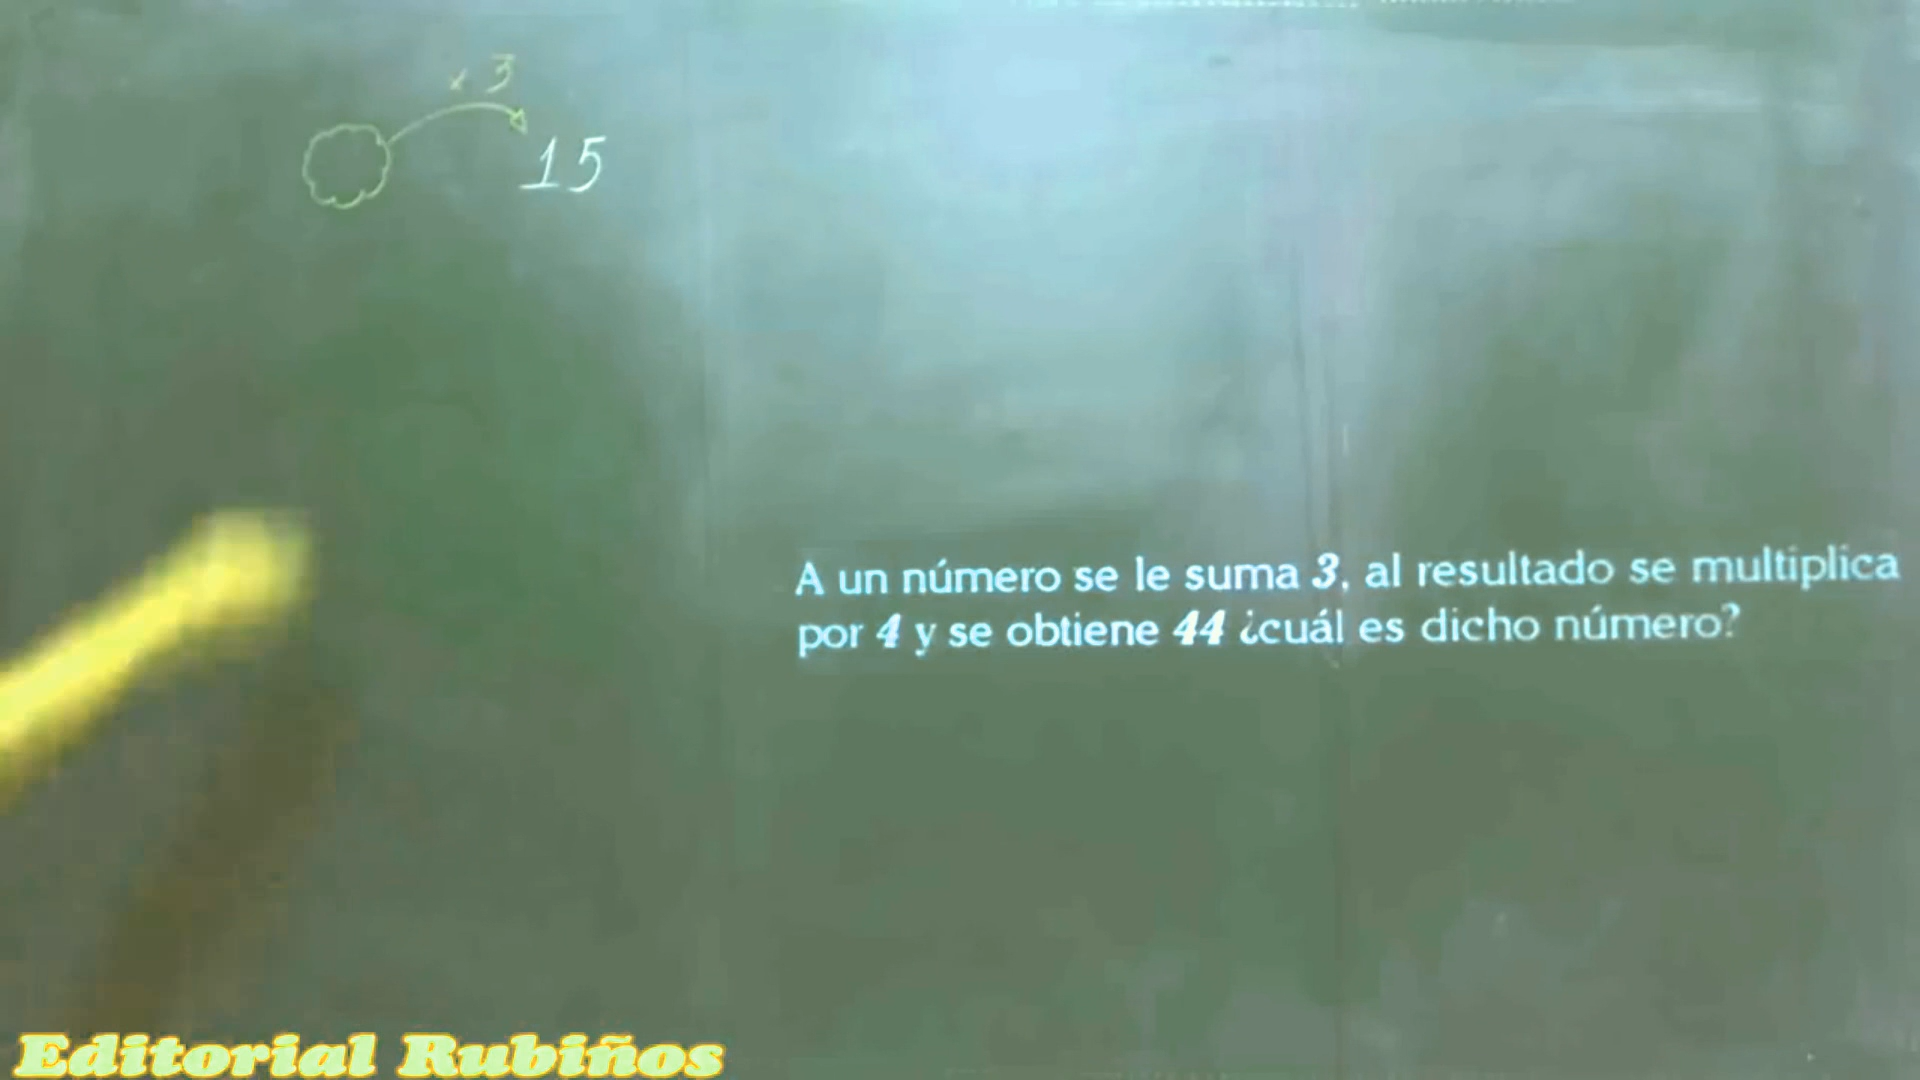 × 3
15
A un número se le suma 3, al resultado se multiplica
por 4 y se obtiene 44 ¿cuál es dicho número?
Editorial Rubiños